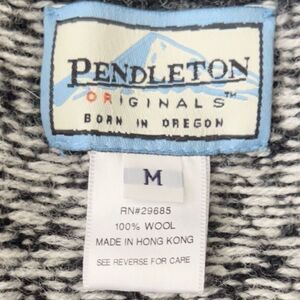 PENDLETON
ORIGINALS™
BORN IN OREGON
M
RN#29685
100% WOOL
MADE IN HONG KONG
SEE REVERSE FOR CARE